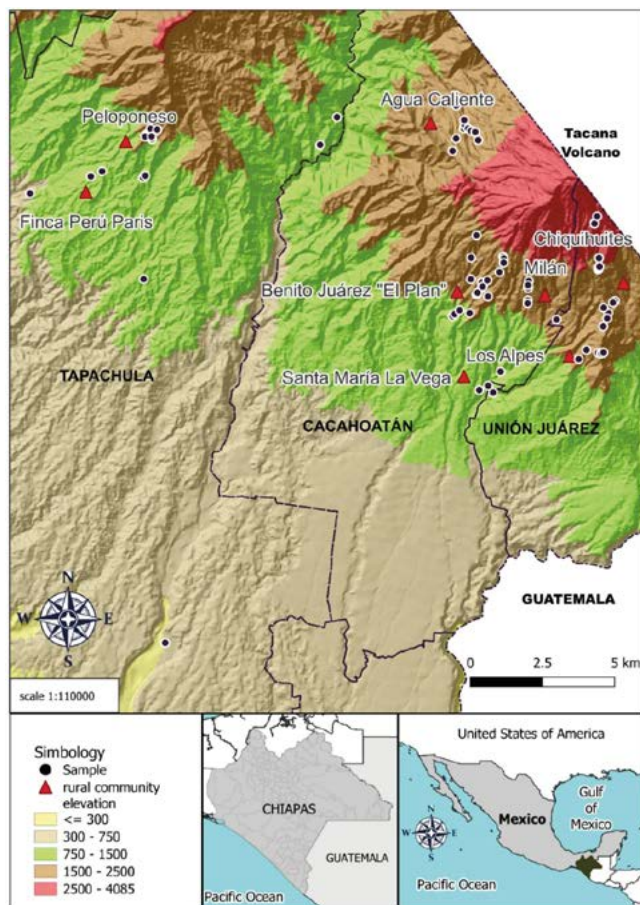 Peloponeso
Agua Caliente
Tacana
Volcano
Finca Perú Paris
Chiquihuites
Milán
Benito Juárez "El Plan"
Los Alpes
TAPACHULA
Santa María La Vega
CACAHOATÁN
UNIÓN JUÁREZ
N
W E
S
GUATEMALA
0 2.5 5 km
scale 1:110000
Simbology
Sample
rural community
elevation
<= 300
300 - 750
750 - 1500
1500 - 2500
2500 - 4085
CHIAPAS
GUATEMALA
Pacific Ocean
United States of America
Gulf
of
Mexico
Mexico
N
W E
S
Pacific Ocean